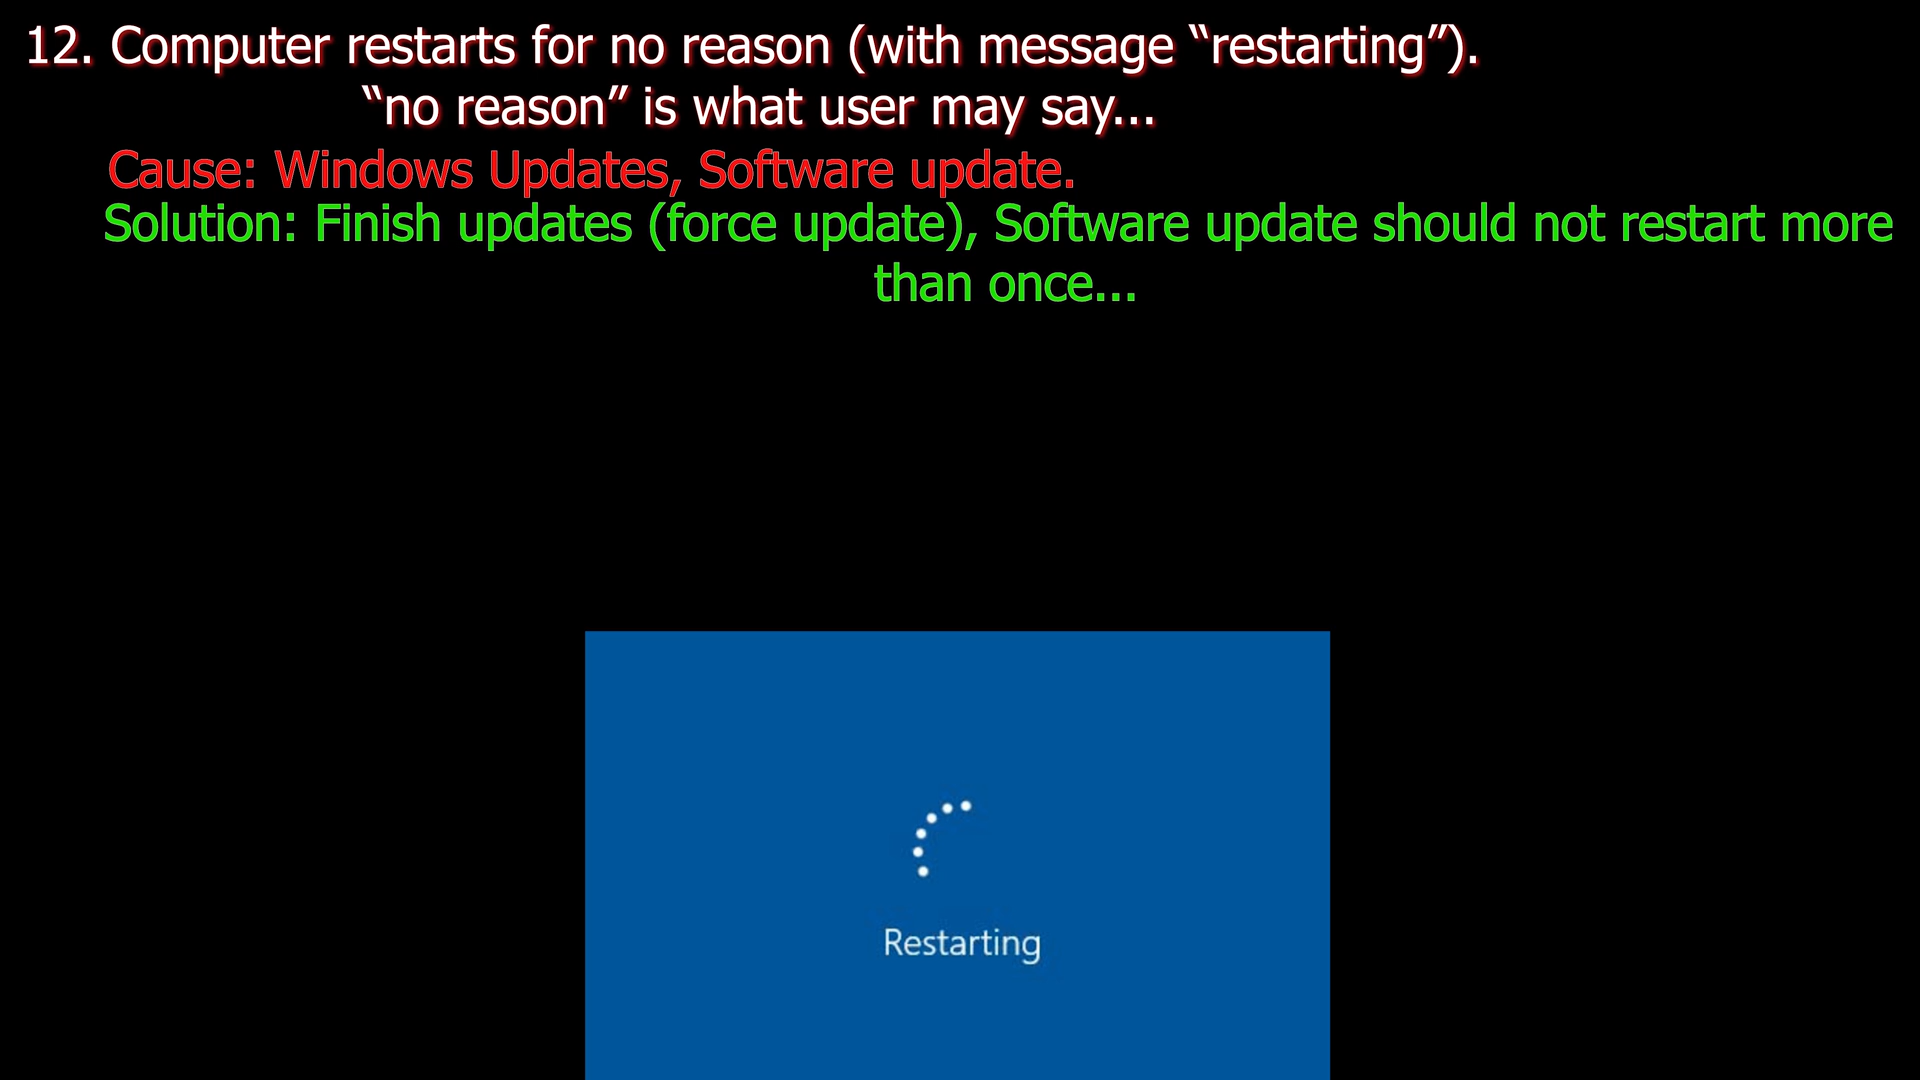 12. Computer restarts for no reason (with message “restarting”).
“no reason” is what user may say...
Cause: Windows Updates, Software update.
Solution: Finish updates (force update), Software update should not restart more
than once...
Restarting